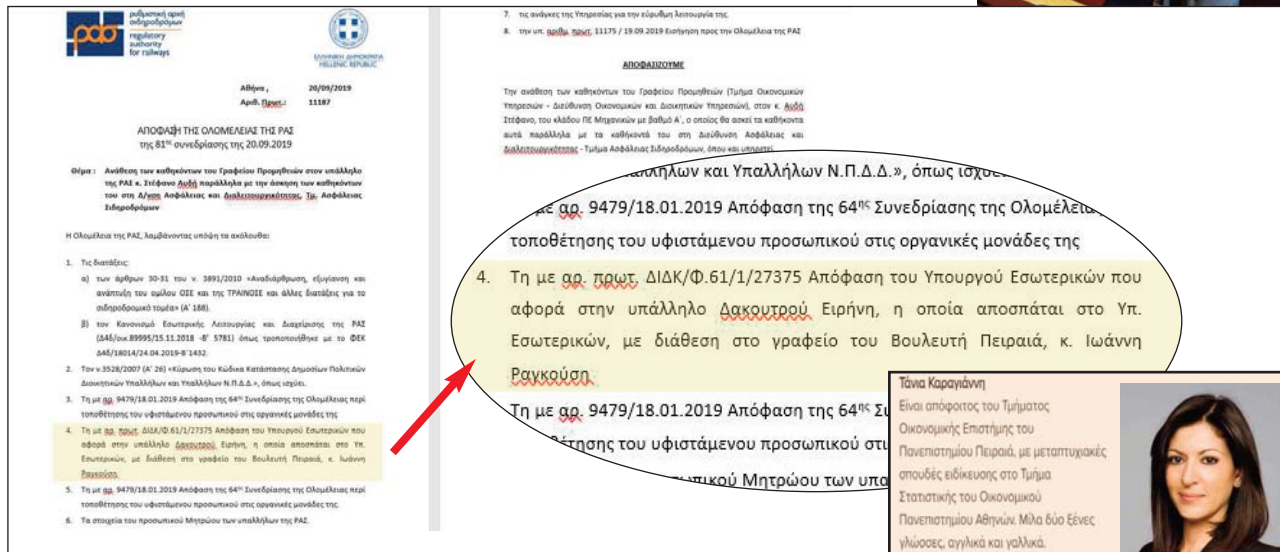 ρυθμιστική αρχή
σιδηροδρόμων
regulatory
authority
for railways
ΕΛΛΗΝΙΚΗ ΔΗΜΟΚΡΑΤΙΑ
HELLENIC REPUBLIC
Αθήνα , 20/09/2019
Αριθ. Πρωτ.: 11187
ΑΠΟΦΑΣΗ ΤΗΣ ΟΛΟΜΕΛΕΙΑΣ ΤΗΣ ΡΑΣ
της 81ης συνεδρίασης της 20.09.2019
Θέμα : Ανάθεση των καθηκόντων του Γραφείου Προμηθειών στον υπάλληλο
της ΡΑΣ κ. Στέφανο Αυδή παράλληλα με την άσκηση των καθηκόντων
του στη Δ/νση Ασφάλειας και Διαλειτουργικότητας, Τμ. Ασφάλειας
Σιδηροδρόμων
Η Ολομέλεια της ΡΑΣ, λαμβάνοντας υπόψη τα ακόλουθα:
1. Τις διατάξεις:
α) των άρθρων 30-31 του ν. 3891/2010 «Αναδιάρθρωση, εξυγίανση και
ανάπτυξη του ομίλου ΟΣΕ και της ΤΡΑΙΝΟΣΕ και άλλες διατάξεις για το
σιδηροδρομικό τομέα» (Α' 188).
β) τον Κανονισμό Εσωτερικής Λειτουργίας και Διαχείρισης της ΡΑΣ
(Δ4δ/οικ.89995/15.11.2018 -Β' 5781) όπως τροποποιήθηκε με το ΦΕΚ
Δ4δ/18014/24.04.2019-Β΄1432.
2. Τον ν.3528/2007 (Α' 26) «Κύρωση του Κώδικα Κατάστασης Δημοσίων Πολιτικών
Διοικητικών Υπαλλήλων και Υπαλλήλων Ν.Π.Δ.Δ.», όπως ισχύει.
3. Τη με αρ. 9479/18.01.2019 Απόφαση της 64ης Συνεδρίασης της Ολομέλειας περί
τοποθέτησης του υφιστάμενου προσωπικού στις οργανικές μονάδες της
4. Τη με αρ. πρωτ. ΔΙΔΚ/Φ.61/1/27375 Απόφαση του Υπουργού Εσωτερικών που
αφορά στην υπάλληλο Δακουτρού Ειρήνη, η οποία αποσπάται στο Υπ.
Εσωτερικών, με διάθεση στο γραφείο του Βουλευτή Πειραιά, κ. Ιωάννη
Ραγκούση
5. Τη με αρ. 9479/18.01.2019 Απόφαση της 64ης Συνεδρίασης της Ολομέλειας περί
τοποθέτησης του υφιστάμενου προσωπικού στις οργανικές μονάδες της.
6. Τα στοιχεία του προσωπικού Μητρώου των υπαλλήλων της ΡΑΣ.
7. τις ανάγκες της Υπηρεσίας για την εύρυθμη λειτουργία της.
8. την υπ. αριθμ. πρωτ. 11175 / 19.09.2019 Εισήγηση προς την Ολομέλεια της ΡΑΣ
ΑΠΟΦΑΣΙΖΟΥΜΕ
Την ανάθεση των καθηκόντων του Γραφείου Προμηθειών (Τμήμα Οικονομικών
Υπηρεσιών - Διεύθυνση Οικονομικών και Διοικητικών Υπηρεσιών), στον κ. Αυδή
Στέφανο, του κλάδου ΠΕ Μηχανικών με βαθμό Α΄, ο οποίος θα ασκεί τα καθήκοντα
αυτά παράλληλα με τα καθήκοντά του στη Διεύθυνση Ασφάλειας και
Διαλειτουργικότητας - Τμήμα Ασφάλειας Σιδηροδρόμων, όπου και υπηρετεί.
και Υπαλλήλων Ν.Π.Δ.Δ.», όπως
αρ. 9479/18.01.2019 Απόφαση της 64ης Συνεδρίασης της
τοποθέτησης του υφιστάμενου προσωπικού στις οργανικές μονάδες της
4. Τη με αρ. πρωτ. ΔΙΔΚ/Φ.61/1/27375 Απόφαση του Υπουργού Εσωτερικών που
αφορά στην υπάλληλο Δακουτρού Ειρήνη, η οποία αποσπάται στο Υπ.
Εσωτερικών, με διάθεση στο γραφείο του Βουλευτή Πειραιά, κ. Ιωάννη
Ραγκούση
Τη με αρ. 9479/18.01.2019 Απόφαση της 64ης
του υφιστάμενου προσωπικού
Μητρώου των
Τάνια Καραγιάννη
Είναι απόφοιτος του Τμήματος
Οικονομικής Επιστήμης του
Πανεπιστημίου Πειραιά, με μεταπτυχιακές
σπουδές ειδίκευσης στο Τμήμα
Στατιστικής του Οικονομικού
Πανεπιστημίου Αθηνών. Μιλα δύο ξένες
γλώσσες, αγγλικά και γαλλικά.